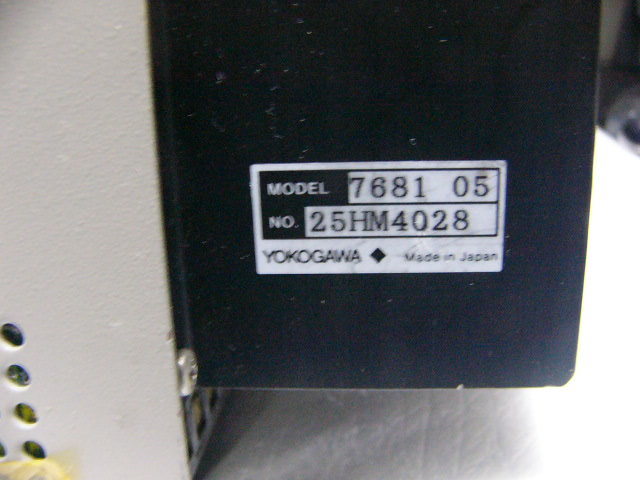 MODEL 7681 05
NO. 25HM4028
YOKOGAWA ◆ Made in Japan